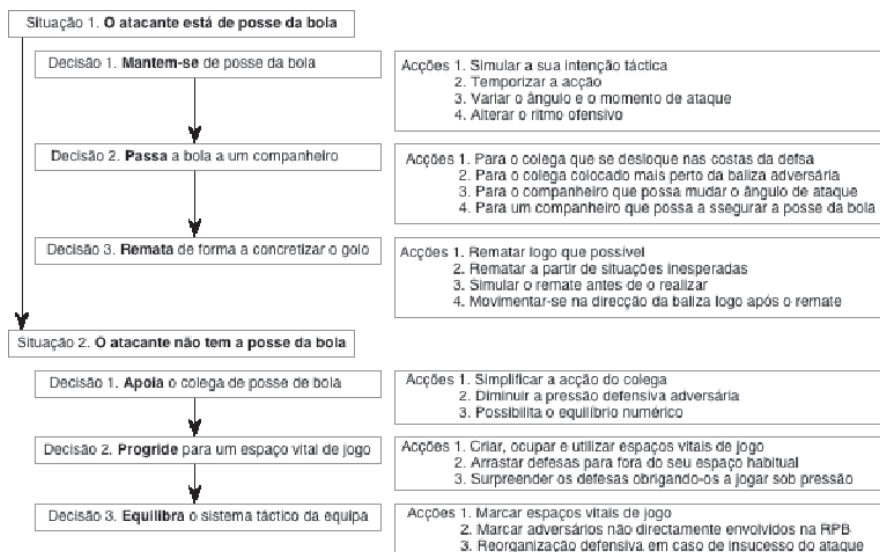 Situação 1. O atacante está de posse da bola
Decisão 1. Mantem-se de posse da bola
Acções 1. Simular a sua intenção táctica
2. Temporizar a acção
3. Variar o ângulo e o momento de ataque
4. Alterar o ritmo ofensivo
Decisão 2. Passa a bola a um companheiro
Acções 1. Para o colega que se desloque nas costas da defsa
2. Para o colega colocado mais perto da baliza adversária
3. Para o companheiro que possa mudar o ângulo de ataque
4. Para um companheiro que possa a ssegurar a posse da bola
Decisão 3. Remata de forma a concretizar o golo
Acções 1. Rematar logo que possível
2. Rematar a partir de situações inesperadas
3. Simular o remate antes de o realizar
4. Movimentar-se na direcção da baliza logo após o remate
Situação 2. O atacante não tem a posse da bola
Decisão 1. Apoia o colega de posse de bola
Acções 1. Simplificar a acção do colega
2. Diminuir a pressão defensiva adversária
3. Possibilita o equilíbrio numérico
Decisão 2. Progride para um espaço vital de jogo
Acções 1. Criar, ocupar e utilizar espaços vitais de jogo
2. Arrastar defesas para fora do seu espaço habitual
3. Surpreender os defesas obrigando-os a jogar sob pressão
Decisão 3. Equilibra o sistema táctico da equipa
Acções 1. Marcar espaços vitais de jogo
2. Marcar adversários não directamente envolvidos na RPB
3. Reorganização defensiva em caso de insucesso do ataque